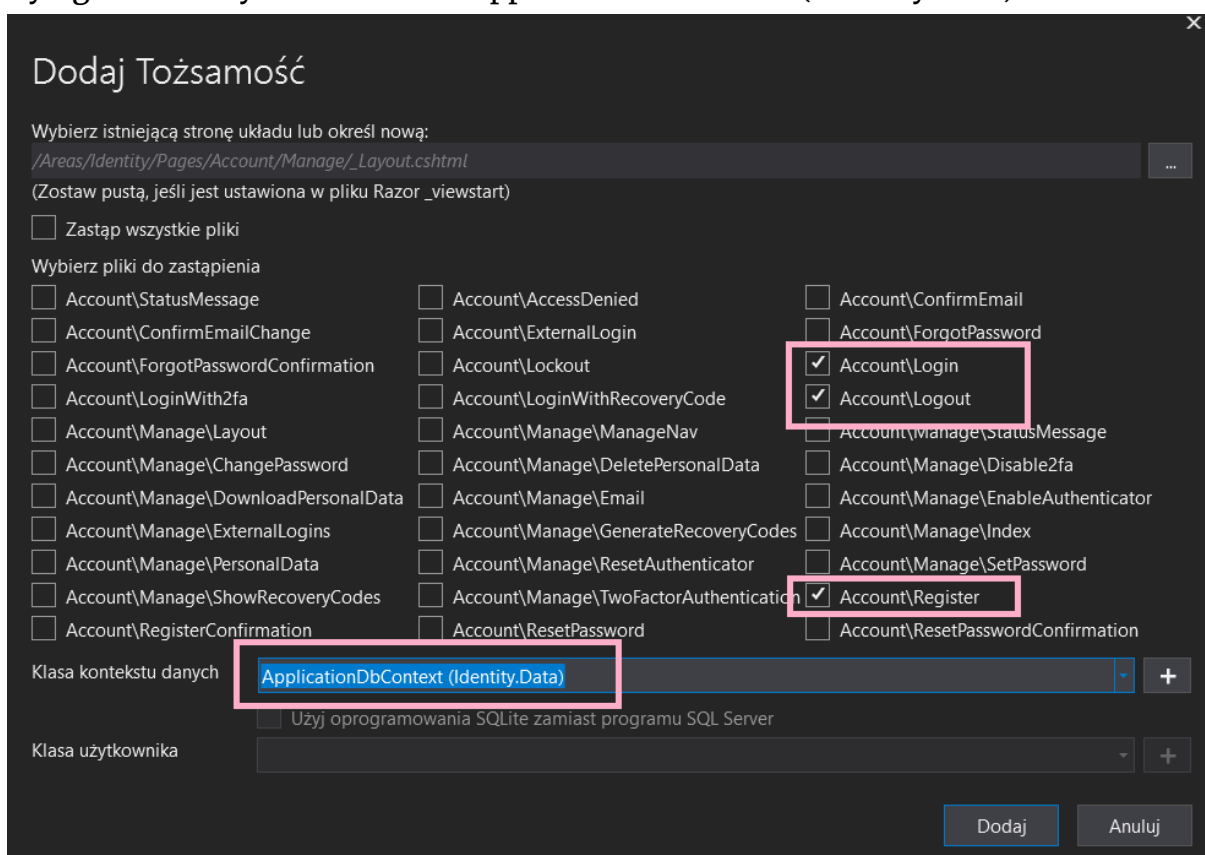 Dodaj Tożsamość
Wybierz istniejącą stronę układu lub określ nową:
/Areas/Identity/Pages/Account/Manage/_Layout.cshtml ...
(Zostaw pustą, jeśli jest ustawiona w pliku Razor _viewstart)
Zastąp wszystkie pliki
Wybierz pliki do zastąpienia
Account\StatusMessage Account\AccessDenied Account\ConfirmEmail
Account\ConfirmEmailChange Account\ExternalLogin Account\ForgotPassword
Account\ForgotPasswordConfirmation Account\Lockout Account\Login
Account\LoginWith2fa Account\LoginWithRecoveryCode Account\Logout
Account\Manage\Layout Account\Manage\ManageNav Account\Manage\StatusMessage
Account\Manage\ChangePassword Account\Manage\DeletePersonalData Account\Manage\Disable2fa
Account\Manage\DownloadPersonalData Account\Manage\Email Account\Manage\EnableAuthenticator
Account\Manage\ExternalLogins Account\Manage\GenerateRecoveryCodes Account\Manage\Index
Account\Manage\PersonalData Account\Manage\ResetAuthenticator Account\Manage\SetPassword
Account\Manage\ShowRecoveryCodes Account\Manage\TwoFactorAuthentication Account\Register
Account\RegisterConfirmation Account\ResetPassword Account\ResetPasswordConfirmation
Klasa kontekstu danych ApplicationDbContext (Identity.Data)
Użyj oprogramowania SQLite zamiast programu SQL Server
Klasa użytkownika
Dodaj Anuluj